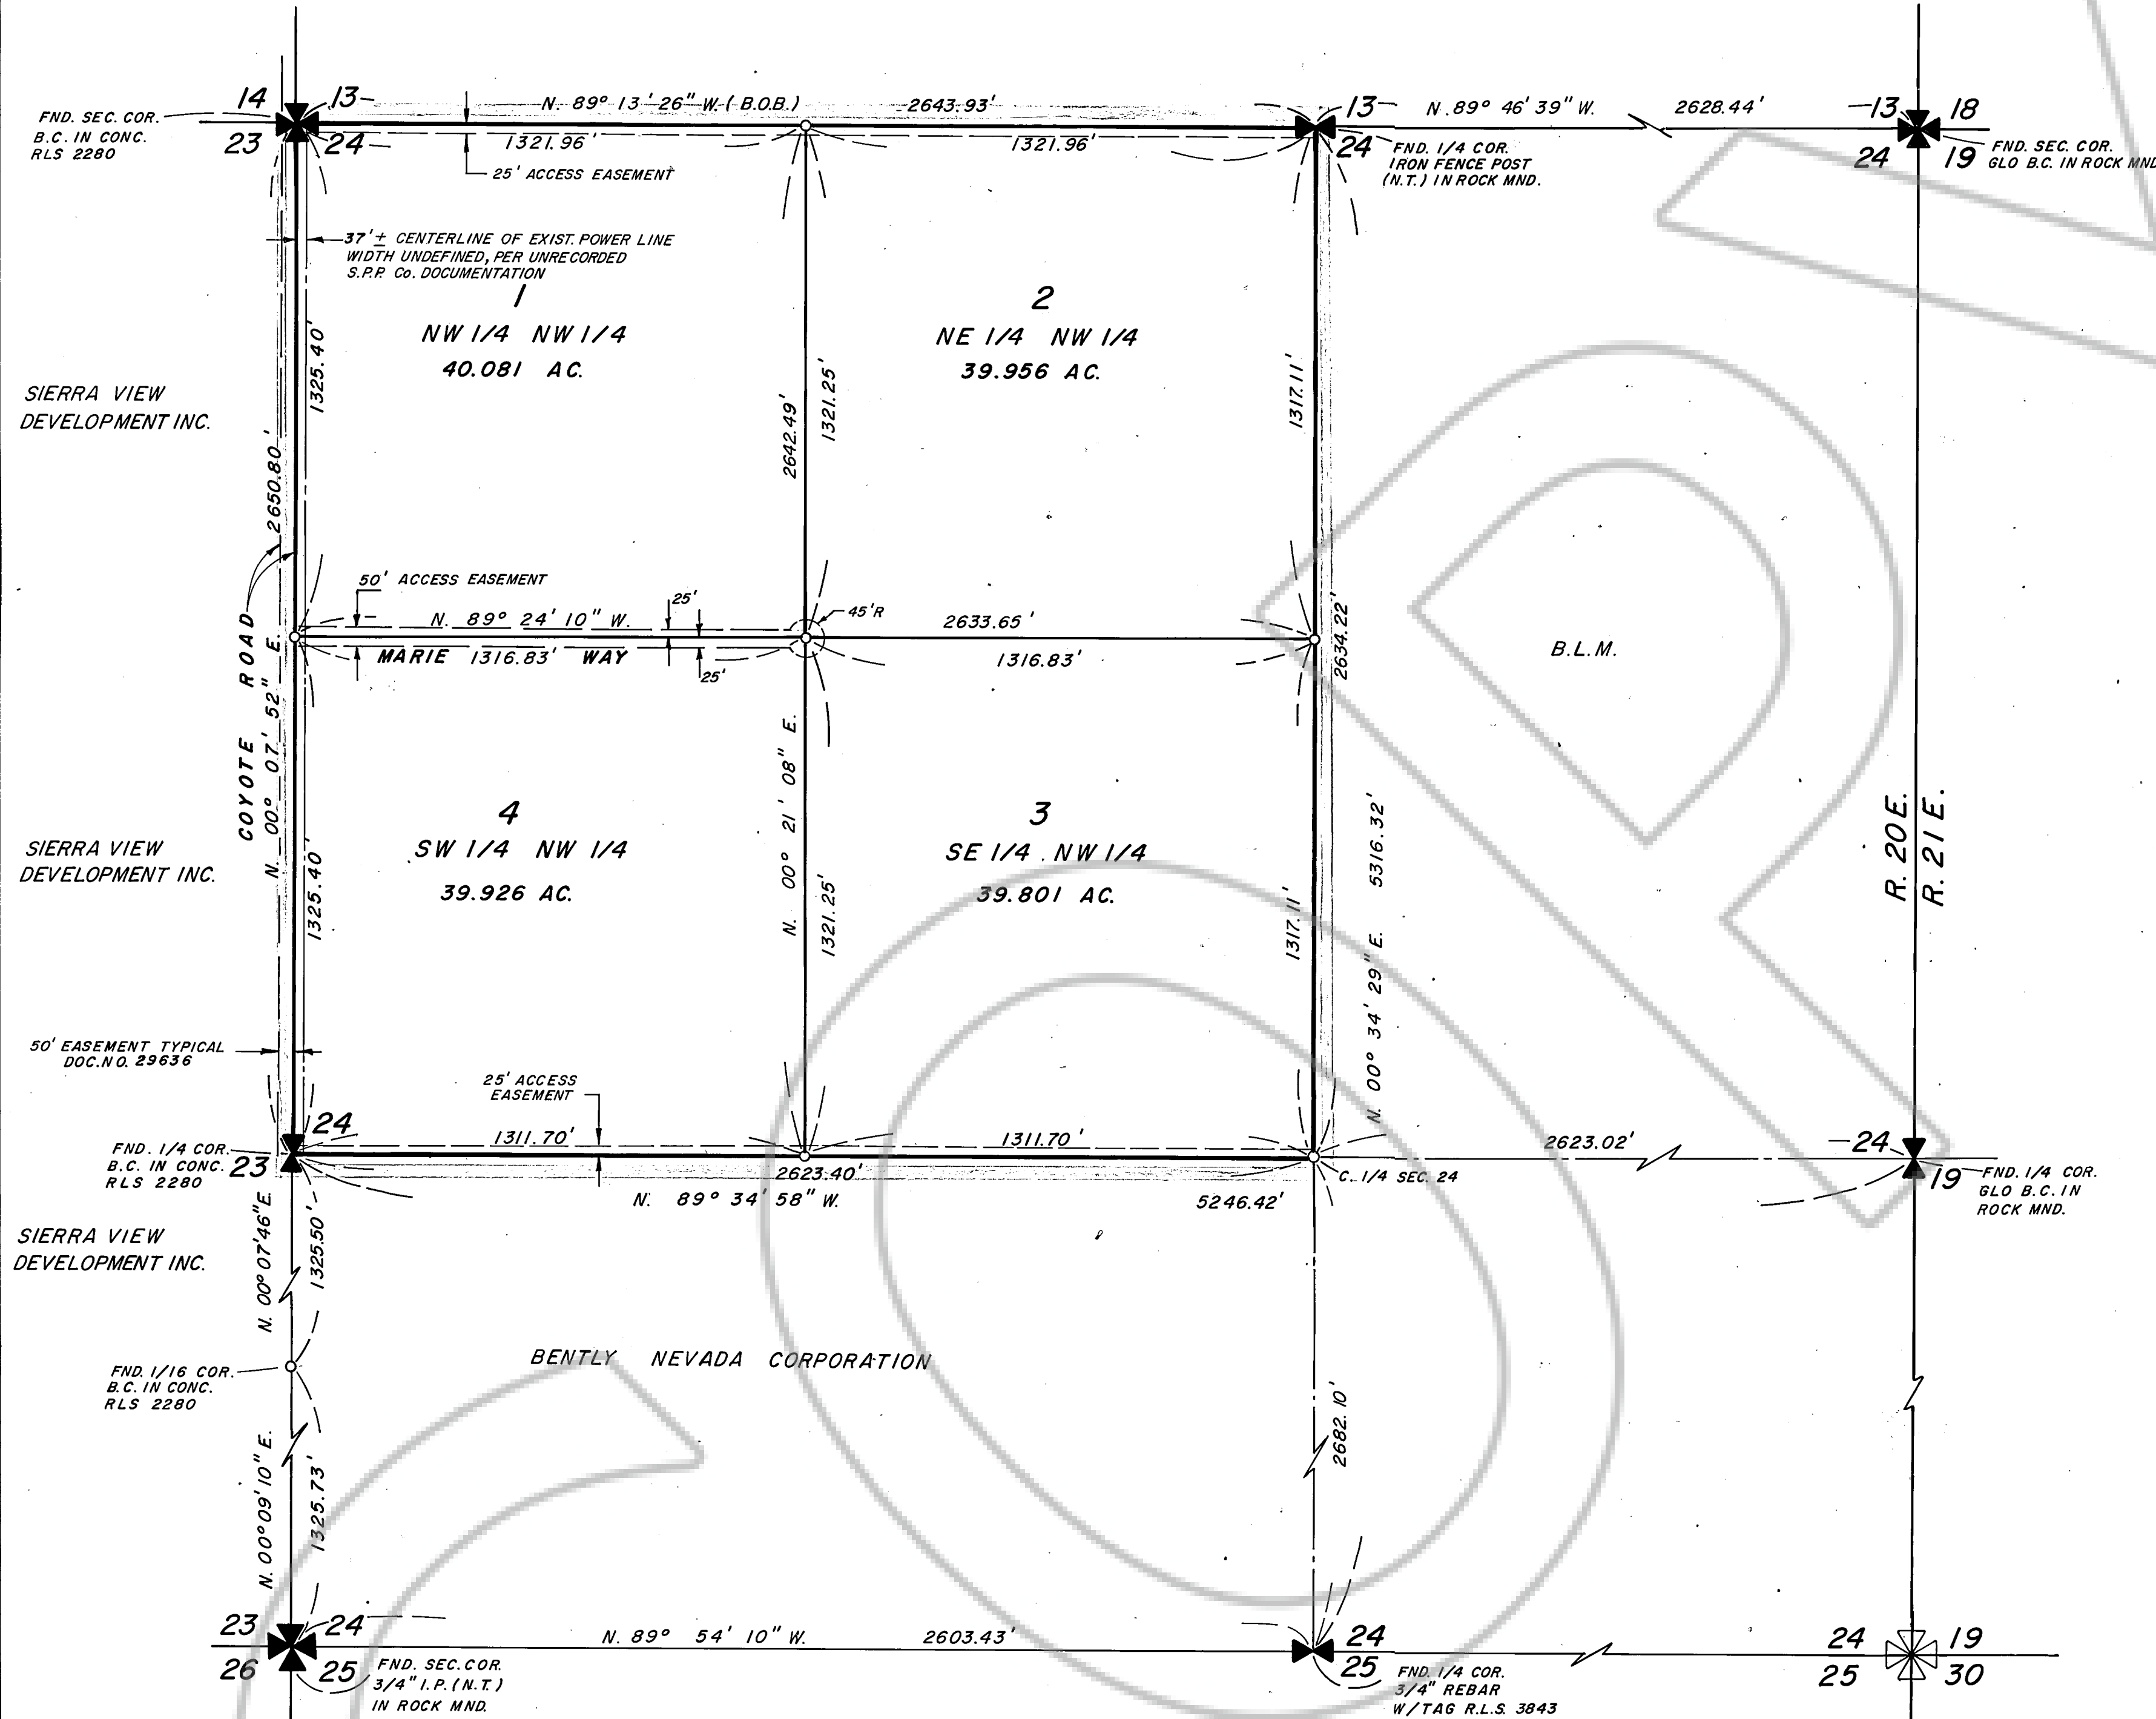 14
13
N. 89° 13' 26" W. (B.O.B.)
2643.93'
13
N. 89° 46' 39" W.
2628.44'
13
18
FND. SEC. COR.
B.C. IN CONC.
RLS 2280
23
24
1321.96'
1321.96'
24
FND. 1/4 COR.
IRON FENCE POST
(N.T.) IN ROCK MND.
24
19
FND. SEC. COR.
GLO B.C. IN ROCK MND
25' ACCESS EASEMENT
37'± CENTERLINE OF EXIST. POWER LINE
WIDTH UNDEFINED, PER UNRECORDED
S.P.P. Co. DOCUMENTATION
1
NW 1/4 NW 1/4
40.081 AC.
2
NE 1/4 NW 1/4
39.956 AC.
1325.40'
2642.49'
1321.25'
1317.11'
SIERRA VIEW
DEVELOPMENT INC.
2650.80'
50' ACCESS EASEMENT
N. 89° 24' 10" W.
25'
45'R
2633.65'
MARIE 1316.83' WAY
25'
1316.83'
2634.22'
B.L.M.
COYOTE ROAD
N. 00° 07' 52" E.
N. 00° 21' 08" E.
4
SW 1/4 NW 1/4
39.926 AC.
3
SE 1/4 NW 1/4
39.801 AC.
SIERRA VIEW
DEVELOPMENT INC.
1325.40'
1321.25'
1317.11'
N. 00° 34' 29" E. 5316.32'
R. 20E.
R. 21E.
50' EASEMENT TYPICAL
DOC. NO. 29636
25' ACCESS
EASEMENT
24
1311.70'
1311.70'
2623.02'
24
FND. 1/4 COR.
B.C. IN CONC.
RLS 2280
23
2623.40'
C. 1/4 SEC. 24
19
FND. 1/4 COR.
GLO B.C. IN
ROCK MND.
N. 89° 34' 58" W.
5246.42'
SIERRA VIEW
DEVELOPMENT INC.
N. 00° 07' 46" E
1325.50'
BENTLY NEVADA CORPORATION
FND. 1/16 COR.
B.C. IN CONC.
RLS 2280
2682.10'
N. 00° 09' 10" E.
1325.73'
23
24
N. 89° 54' 10" W.
2603.43'
24
24
19
26
25
FND. SEC. COR.
3/4" I.P. (N.T.)
IN ROCK MND.
25
FND. 1/4 COR.
3/4" REBAR
W/TAG R.L.S. 3843
25
30